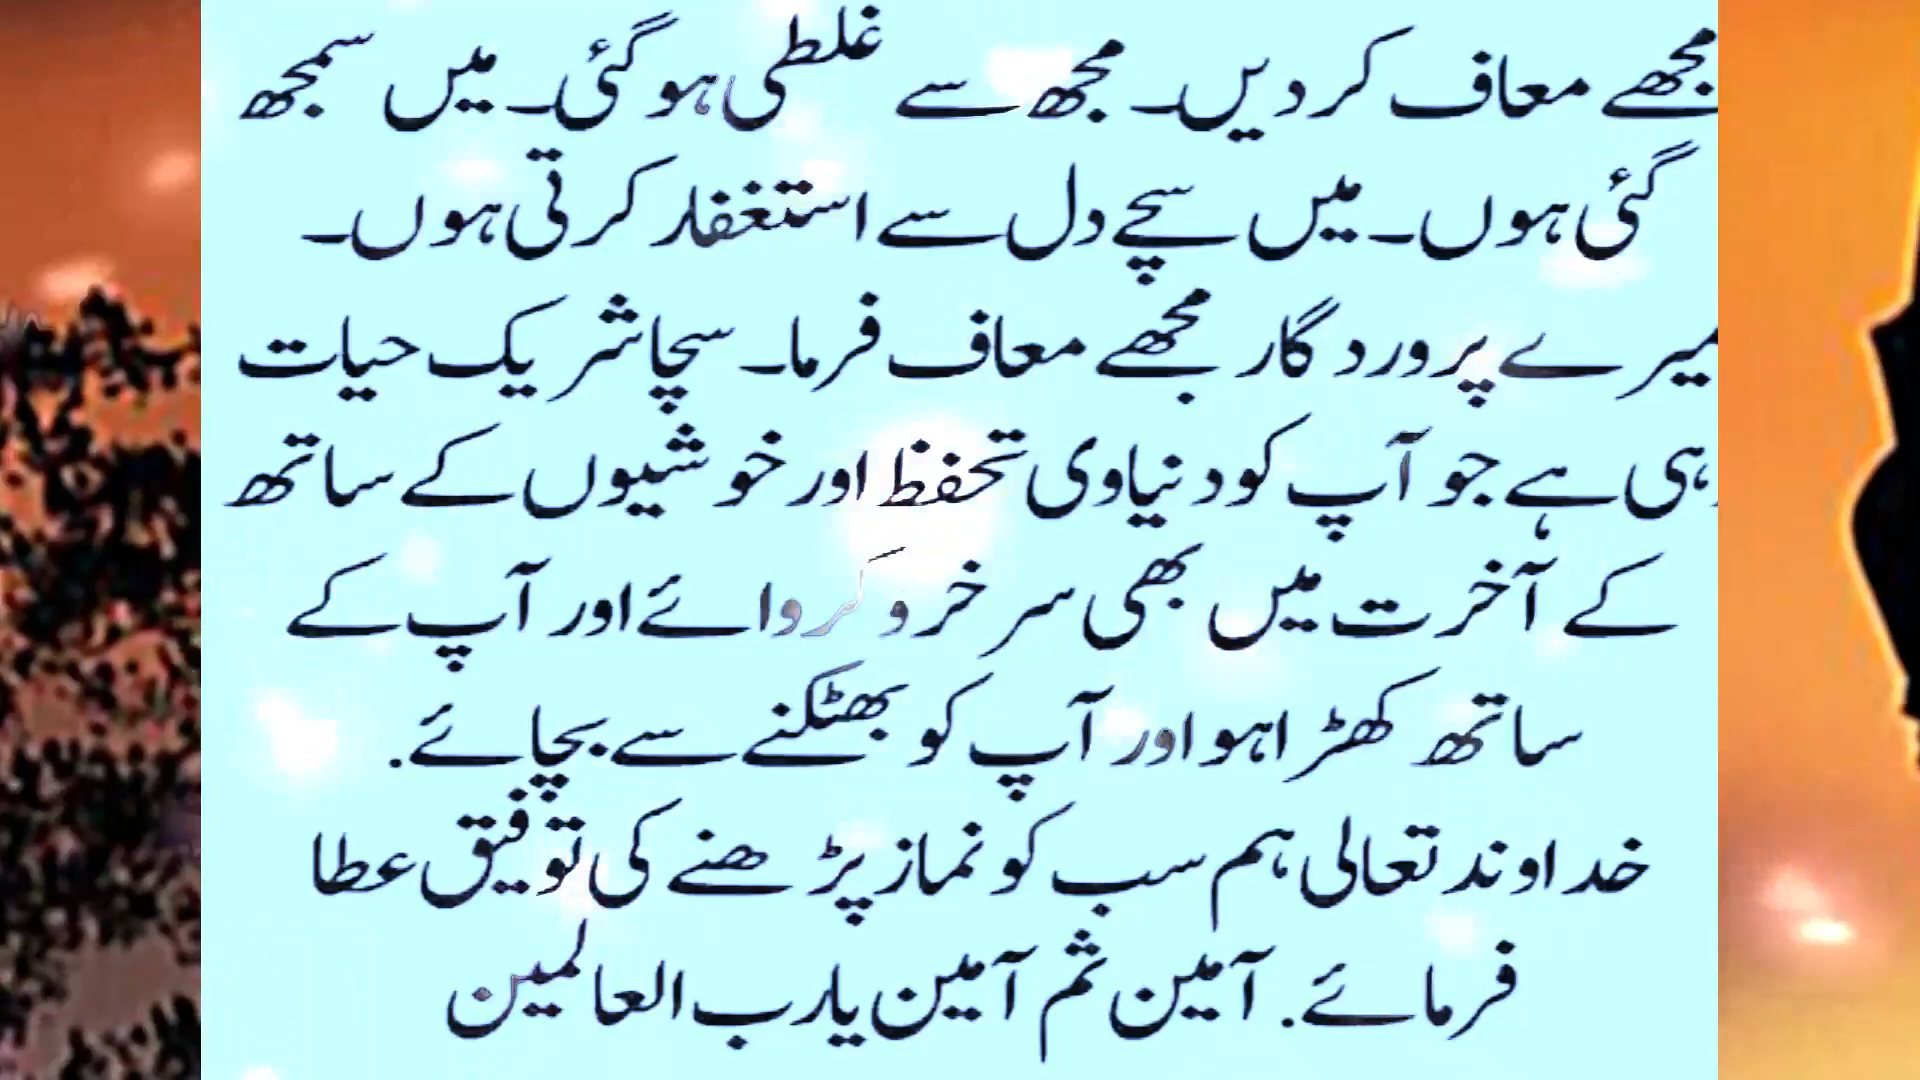 مجھے معاف کر دیں۔ مجھ سے غلطی ہو گئی۔ میں سمجھ
گئی ہوں۔ میں سچے دل سے استغفار کرتی ہوں۔
میرے پروردگار مجھے معاف فرما۔ سچا شریک حیات
وہی ہے جو آپ کو دنیاوی تحفظ اور خوشیوں کے ساتھ
کے آخرت میں بھی سرخرو کروائے اور آپ کے
ساتھ کھڑا ہو اور آپ کو بھٹکنے سے بچائے.
خداوند تعالی ہم سب کو نماز پڑھنے کی توفیق عطا
فرمائے. آمین ثم آمین یا رب العالمین